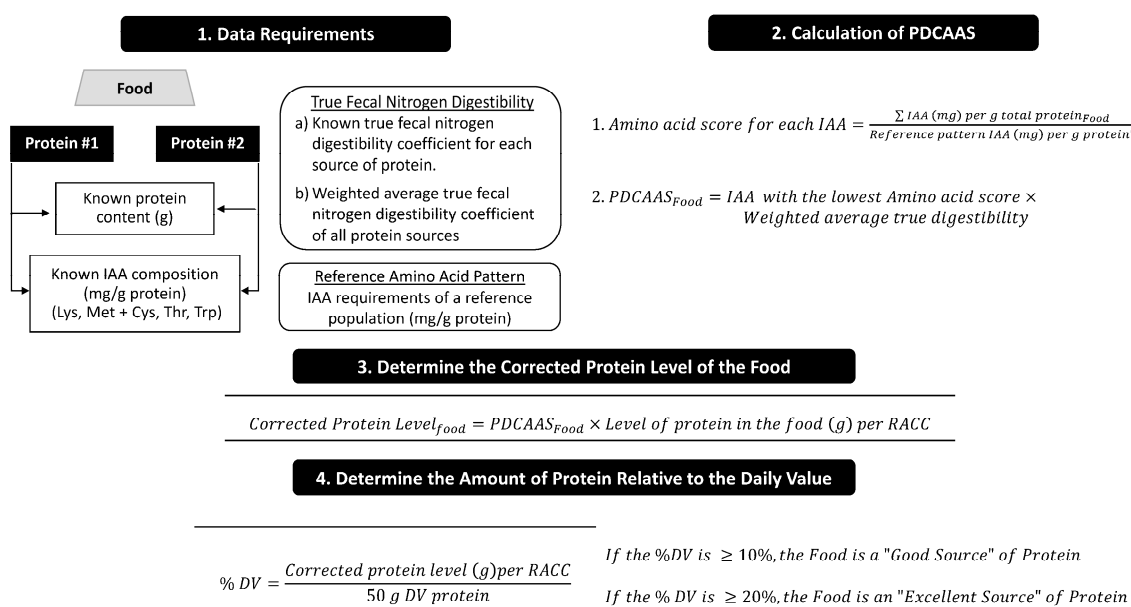 1. Data Requirements
Food
Protein #1
Protein #2
Known protein
content (g)
Known IAA composition
(mg/g protein)
(Lys, Met + Cys, Thr, Trp)
True Fecal Nitrogen Digestibility
a) Known true fecal nitrogen
digestibility coefficient for each
source of protein.
b) Weighted average true fecal
nitrogen digestibility coefficient
of all protein sources
Reference Amino Acid Pattern
IAA requirements of a reference
population (mg/g protein)
2. Calculation of PDCAAS
1. Amino acid score for each IAA = ∑ IAA (mg) per g total protein_Food / Reference pattern IAA (mg) per g protein
2. PDCAAS_Food = IAA with the lowest Amino acid score ×
Weighted average true digestibility
3. Determine the Corrected Protein Level of the Food
Corrected Protein Level_food = PDCAAS_Food × Level of protein in the food (g) per RACC
4. Determine the Amount of Protein Relative to the Daily Value
% DV = Corrected protein level (g)per RACC / 50 g DV protein
If the %DV is ≥ 10%, the Food is a "Good Source" of Protein
If the % DV is ≥ 20%, the Food is an "Excellent Source" of Protein